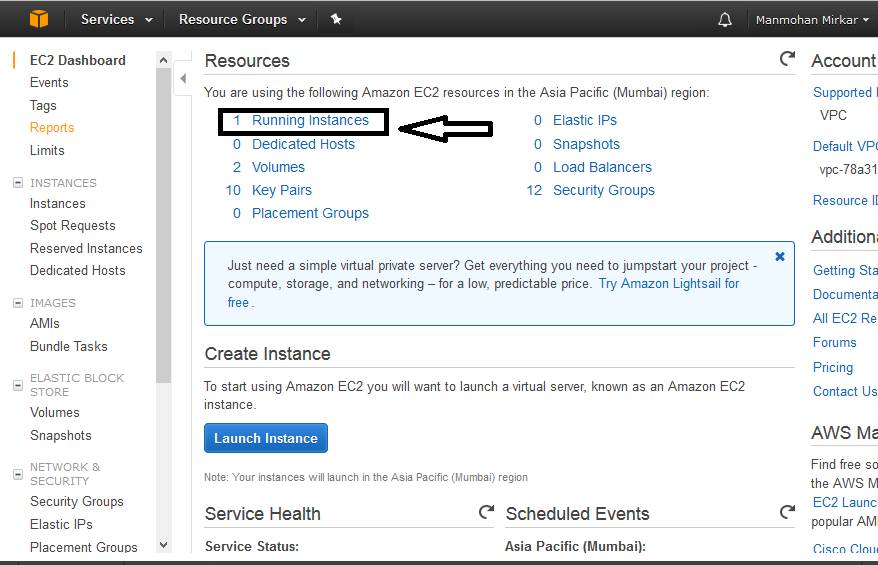 Services Resource Groups Manmohan Mirkar
EC2 Dashboard
Events
Tags
Reports
Limits
INSTANCES
Instances
Spot Requests
Reserved Instances
Dedicated Hosts
IMAGES
AMIs
Bundle Tasks
ELASTIC BLOCK
STORE
Volumes
Snapshots
NETWORK &
SECURITY
Security Groups
Elastic IPs
Placement Groups
Resources
You are using the following Amazon EC2 resources in the Asia Pacific (Mumbai) region:
1 Running Instances
0 Dedicated Hosts
2 Volumes
10 Key Pairs
0 Placement Groups
0 Elastic IPs
0 Snapshots
0 Load Balancers
12 Security Groups
Just need a simple virtual private server? Get everything you need to jumpstart your project -
compute, storage, and networking – for a low, predictable price. Try Amazon Lightsail for
free .
Create Instance
To start using Amazon EC2 you will want to launch a virtual server, known as an Amazon EC2
instance.
Launch Instance
Note: Your instances will launch in the Asia Pacific (Mumbai) region
Service Health
Service Status:
Scheduled Events
Asia Pacific (Mumbai):
Account
Supported
VPC
Default VPC
vpc-78a31
Resource
Additiona
Getting Sta
Documenta
All EC2 Re
Forums
Pricing
Contact Us
AWS Ma
Find free so
the AWS M
EC2 Launc
popular AMI
Cisco Clou